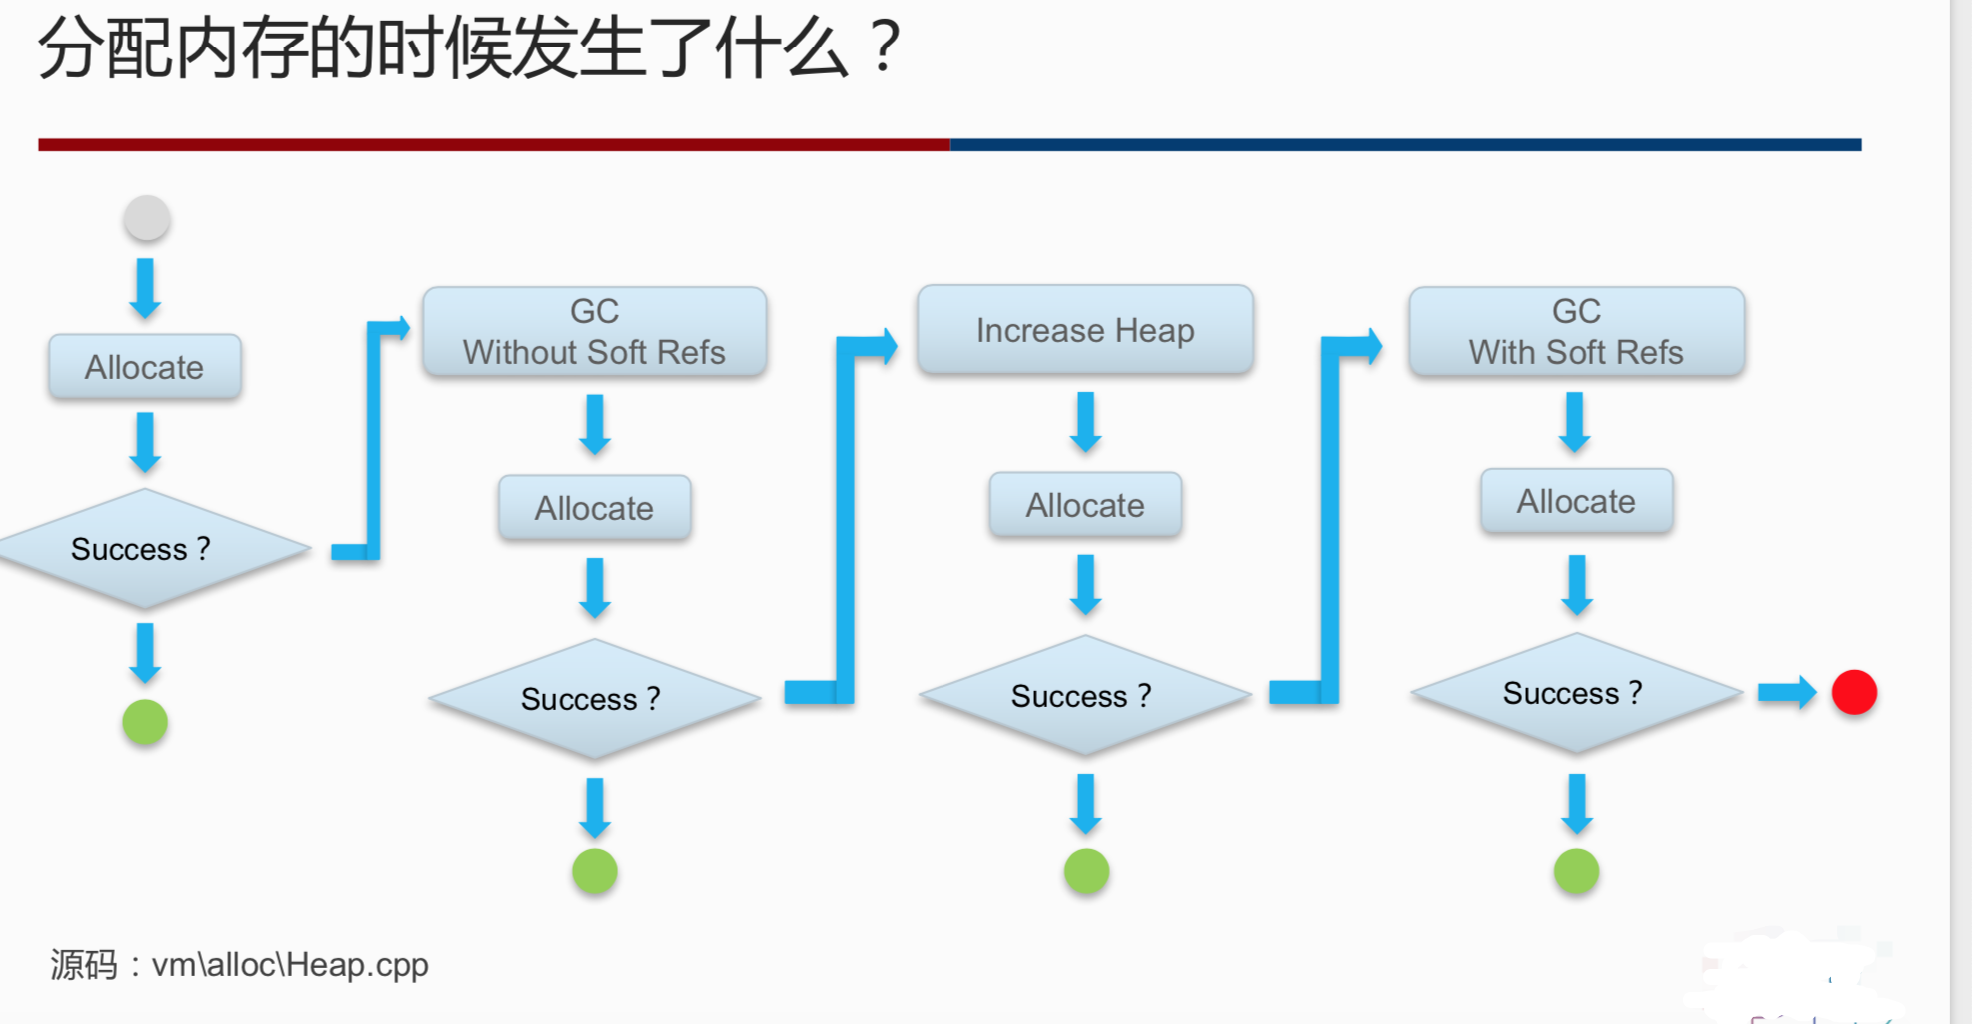 分配内存的时候发生了什么？
Allocate
Success？
GC
Without Soft Refs
Allocate
Success？
Increase Heap
Allocate
Success？
GC
With Soft Refs
Allocate
Success？
源码：vm\alloc\Heap.cpp